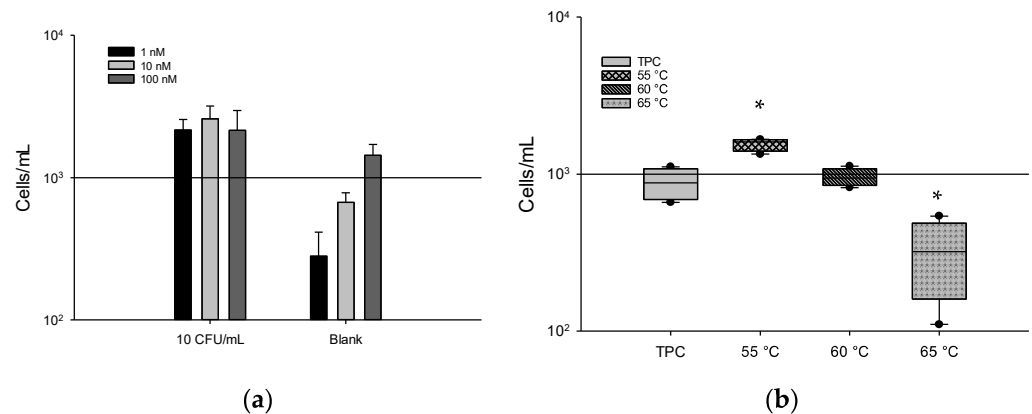 10⁴
1 nM
10 nM
100 nM
Cells/mL
10³
10²
10 CFU/mL
Blank
(a)
10⁴
TPC
55 °C
60 °C
65 °C
*
Cells/mL
10³
*
10²
TPC
55 °C
60 °C
65 °C
(b)